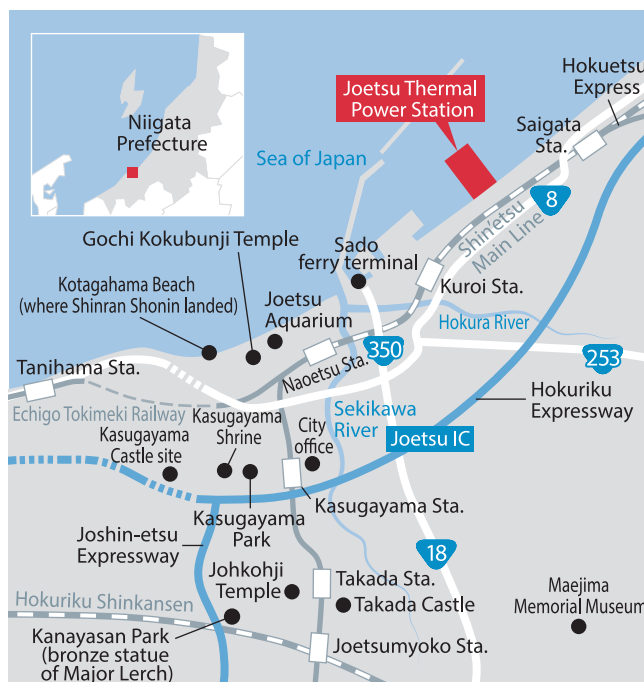 Niigata
Prefecture
Sea of Japan
Joetsu Thermal
Power Station
Hokuetsu
Express
Saigata
Sta.
8
Shin'etsu
Main Line
Gochi Kokubunji Temple
Sado
ferry terminal
Kotagahama Beach
(where Shinran Shonin landed)
Joetsu
Aquarium
Kuroi Sta.
Hokura River
Tanihama Sta.
Naoetsu Sta.
350
253
Echigo Tokimeki Railway
Kasugayama
Shrine
Sekikawa
River
Hokuriku
Expressway
Kasugayama
Castle site
City
office
Joetsu IC
Kasugayama
Park
Kasugayama Sta.
Joshin-etsu
Expressway
18
Johkohji
Temple
Takada Sta.
Takada Castle
Maejima
Memorial Museum
Hokuriku Shinkansen
Kanayasan Park
(bronze statue
of Major Lerch)
Joetsumyoko Sta.